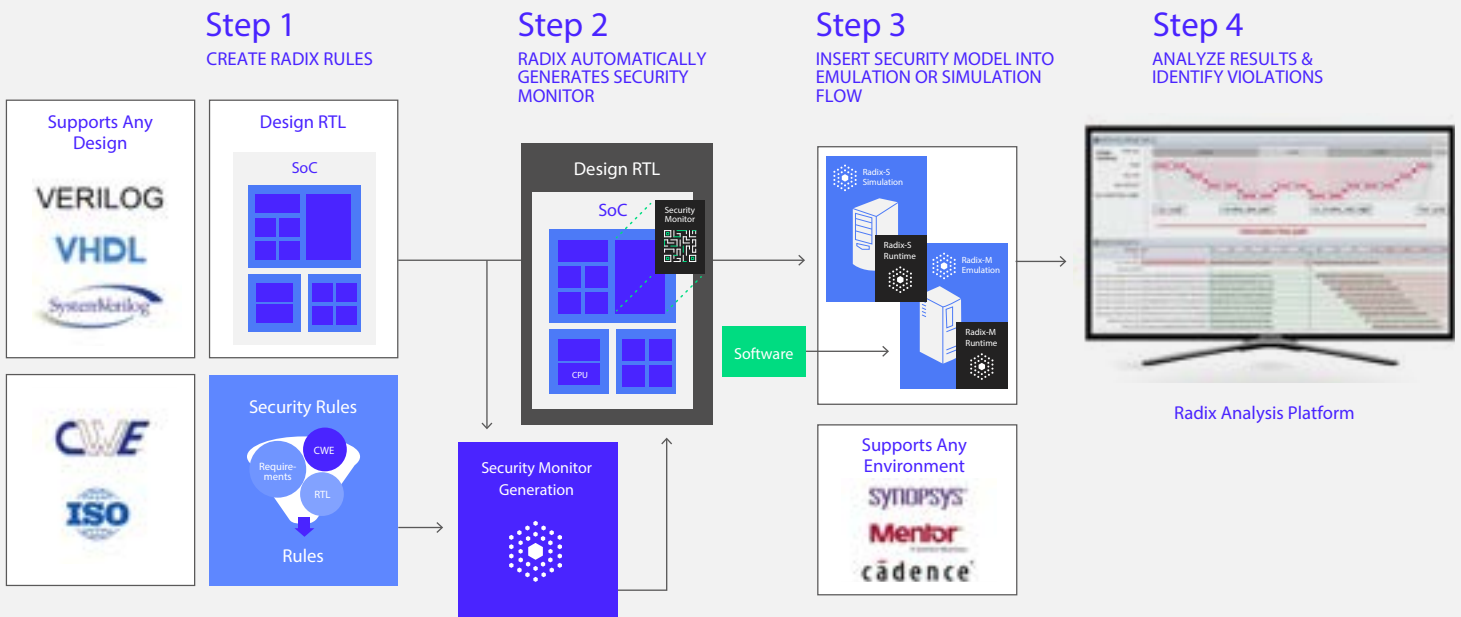 Step 1
CREATE RADIX RULES
Step 2
RADIX AUTOMATICALLY
GENERATES SECURITY
MONITOR
Step 3
INSERT SECURITY MODEL INTO
EMULATION OR SIMULATION
FLOW
Step 4
ANALYZE RESULTS &
IDENTIFY VIOLATIONS
Supports Any
Design
VERILOG
VHDL
SystemVerilog
Design RTL
SoC
CWE
ISO
Security Rules
CWE
Require-
ments
RTL
Rules
Design RTL
SoC
Security
Monitor
CPU
Security Monitor
Generation
Software
Radix-S
Simulation
Radix-S
Runtime
Radix-M
Emulation
Radix-M
Runtime
Supports Any
Environment
SYNOPSYS
Mentor
cādence
Radix Analysis Platform